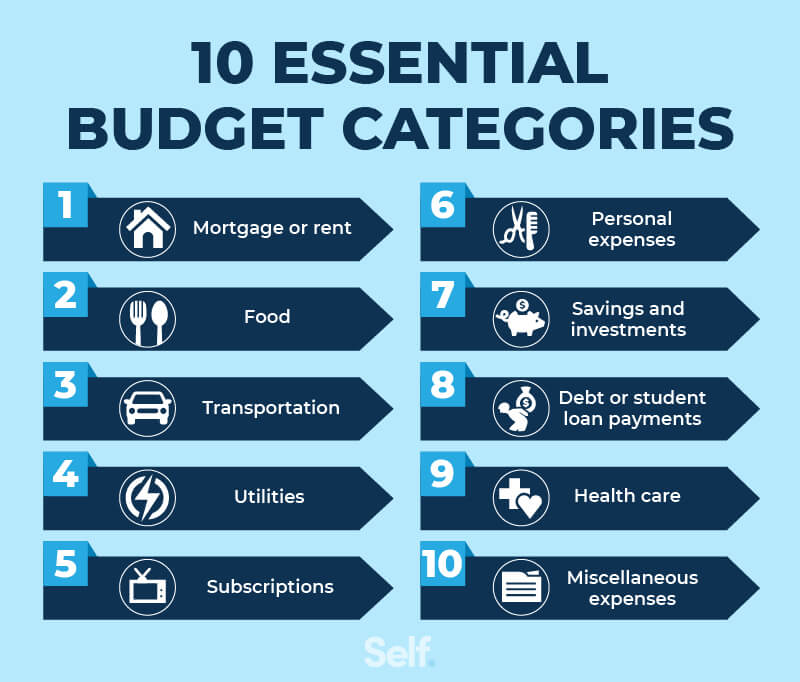 10 ESSENTIAL
BUDGET CATEGORIES
1
Mortgage or rent
2
Food
3
Transportation
4
Utilities
5
Subscriptions
6
Personal
expenses
7
$
Savings and
investments
8
$
Debt or student
loan payments
9
Health care
10
Miscellaneous
expenses
Self.